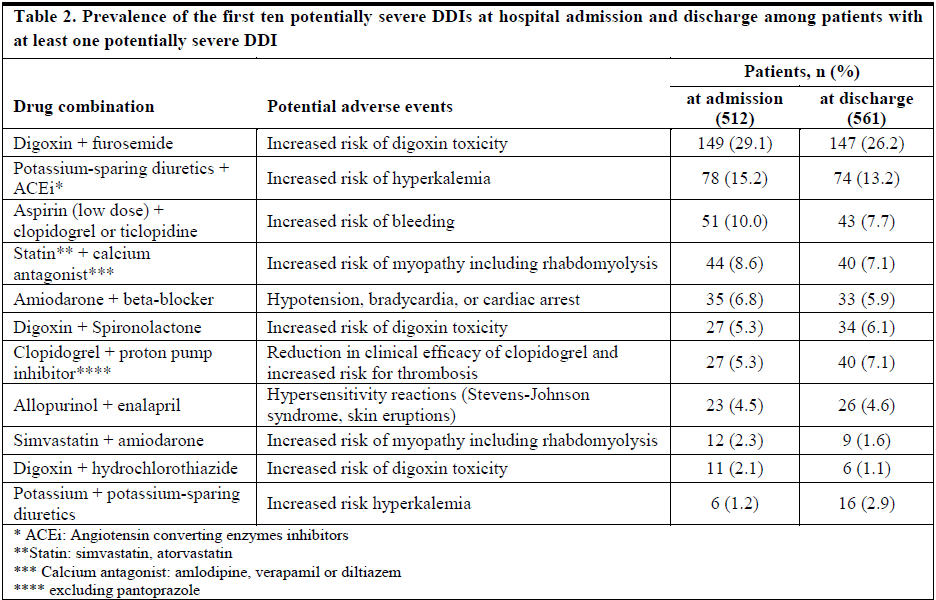 Table 2. Prevalence of the first ten potentially severe DDIs at hospital admission and discharge among patients with
at least one potentially severe DDI
Patients, n (%)
Drug combination Potential adverse events at admission (512) at discharge (561)
Digoxin + furosemide Increased risk of digoxin toxicity 149 (29.1) 147 (26.2)
Potassium-sparing diuretics +
ACEi* Increased risk of hyperkalemia 78 (15.2) 74 (13.2)
Aspirin (low dose) +
clopidogrel or ticlopidine Increased risk of bleeding 51 (10.0) 43 (7.7)
Statin** + calcium
antagonist*** Increased risk of myopathy including rhabdomyolysis 44 (8.6) 40 (7.1)
Amiodarone + beta-blocker Hypotension, bradycardia, or cardiac arrest 35 (6.8) 33 (5.9)
Digoxin + Spironolactone Increased risk of digoxin toxicity 27 (5.3) 34 (6.1)
Clopidogrel + proton pump
inhibitor**** Reduction in clinical efficacy of clopidogrel and
increased risk for thrombosis 27 (5.3) 40 (7.1)
Allopurinol + enalapril Hypersensitivity reactions (Stevens-Johnson
syndrome, skin eruptions) 23 (4.5) 26 (4.6)
Simvastatin + amiodarone Increased risk of myopathy including rhabdomyolysis 12 (2.3) 9 (1.6)
Digoxin + hydrochlorothiazide Increased risk of digoxin toxicity 11 (2.1) 6 (1.1)
Potassium + potassium-sparing
diuretics Increased risk hyperkalemia 6 (1.2) 16 (2.9)
* ACEi: Angiotensin converting enzymes inhibitors
**Statin: simvastatin, atorvastatin
*** Calcium antagonist: amlodipine, verapamil or diltiazem
**** excluding pantoprazole